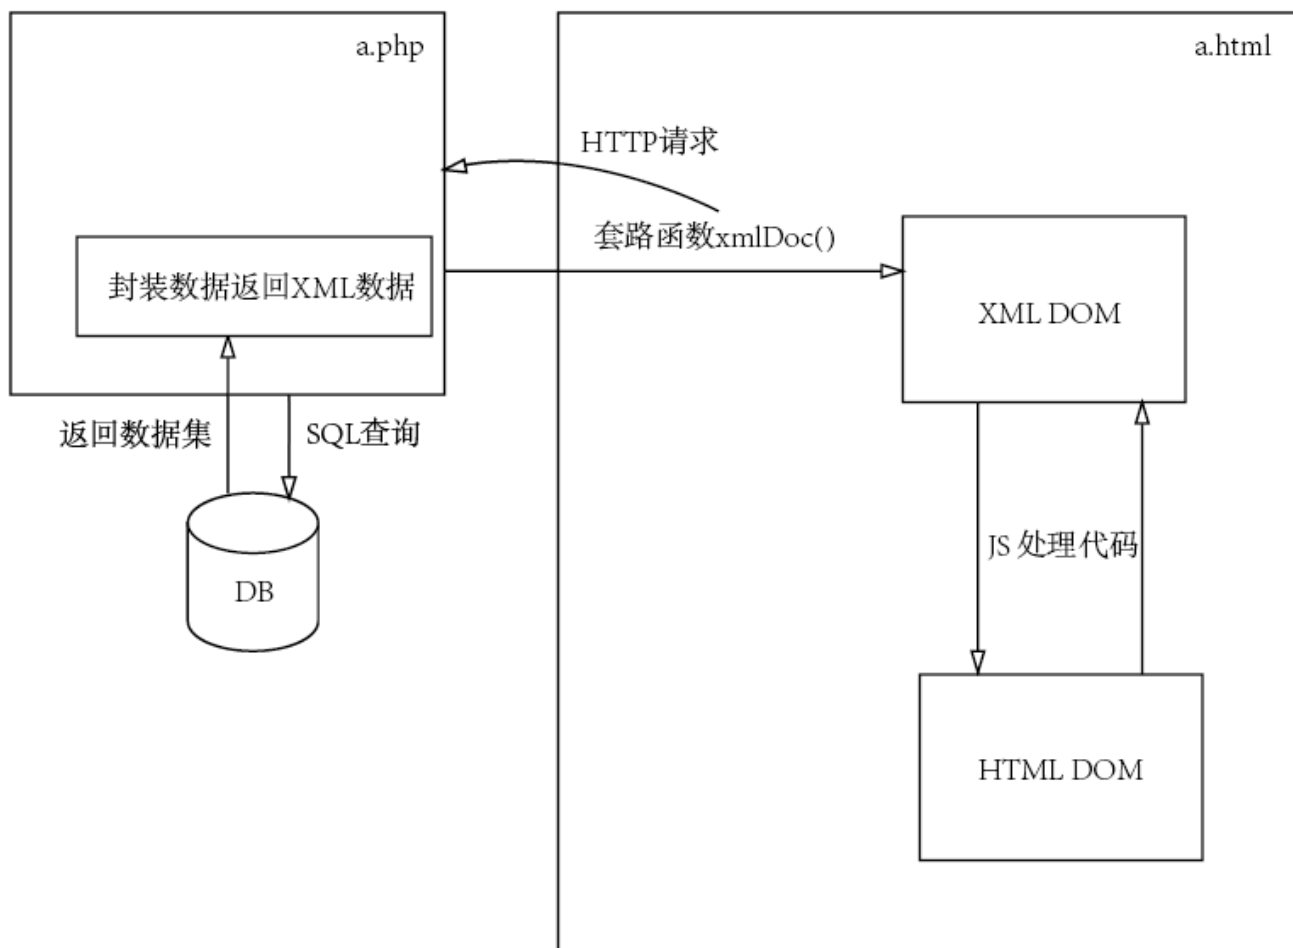 a.php
a.html
HTTP请求
套路函数xmlDoc()
封装数据返回XML数据
XML DOM
返回数据集
SQL查询
JS 处理代码
DB
HTML DOM